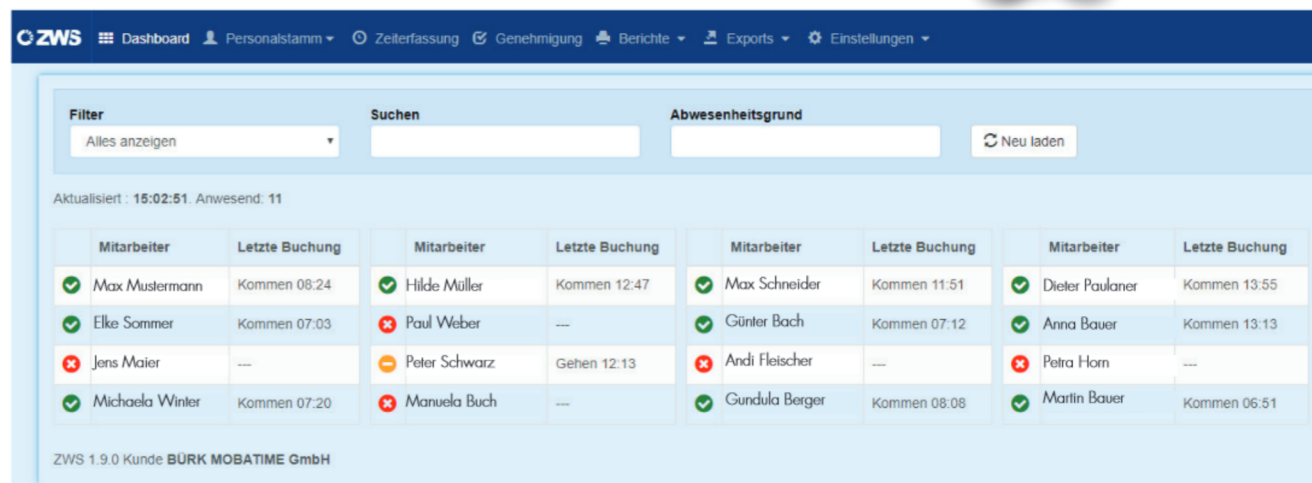 ZWS Dashboard Personalstamm Zeiterfassung Genehmigung Berichte Exports Einstellungen
Filter Suchen Abwesenheitsgrund
Alles anzeigen Neu laden
Aktualisiert : 15:02:51. Anwesend: 11
Mitarbeiter Letzte Buchung Mitarbeiter Letzte Buchung Mitarbeiter Letzte Buchung Mitarbeiter Letzte Buchung
Max Mustermann Kommen 08:24 Hilde Müller Kommen 12:47 Max Schneider Kommen 11:51 Dieter Paulaner Kommen 13:55
Elke Sommer Kommen 07:03 Paul Weber --- Günter Bach Kommen 07:12 Anna Bauer Kommen 13:13
Jens Maier --- Peter Schwarz Gehen 12:13 Andi Fleischer --- Petra Horn ---
Michaela Winter Kommen 07:20 Manuela Buch --- Gundula Berger Kommen 08:08 Martin Bauer Kommen 06:51
ZWS 1.9.0 Kunde BÜRK MOBATIME GmbH